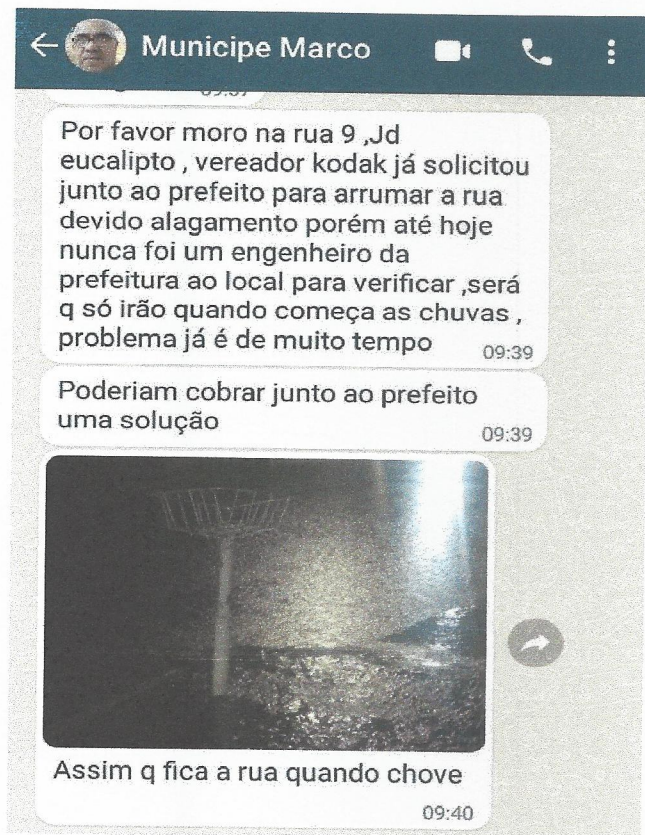 Municipe Marco
Por favor moro na rua 9 ,Jd
eucalipto , vereador kodak já solicitou
junto ao prefeito para arrumar a rua
devido alagamento porém até hoje
nunca foi um engenheiro da
prefeitura ao local para verificar ,será
q só irão quando começa as chuvas ,
problema já é de muito tempo
09:39
Poderiam cobrar junto ao prefeito
uma solução
09:39
Assim q fica a rua quando chove
09:40